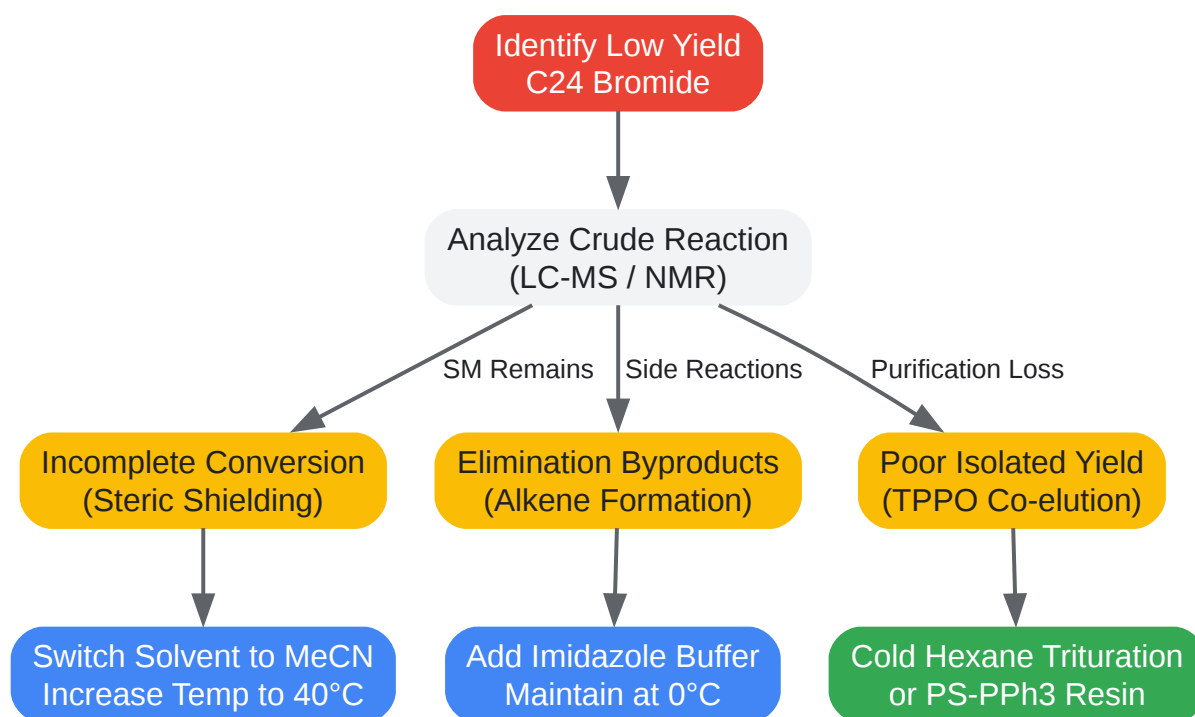 Identify Low Yield
C24 Bromide
Analyze Crude Reaction
(LC-MS / NMR)
SM Remains
Side Reactions
Purification Loss
Incomplete Conversion
(Steric Shielding)
Elimination Byproducts
(Alkene Formation)
Poor Isolated Yield
(TPPO Co-elution)
Switch Solvent to MeCN
Increase Temp to 40°C
Add Imidazole Buffer
Maintain at 0°C
Cold Hexane Trituration
or PS-PPh3 Resin